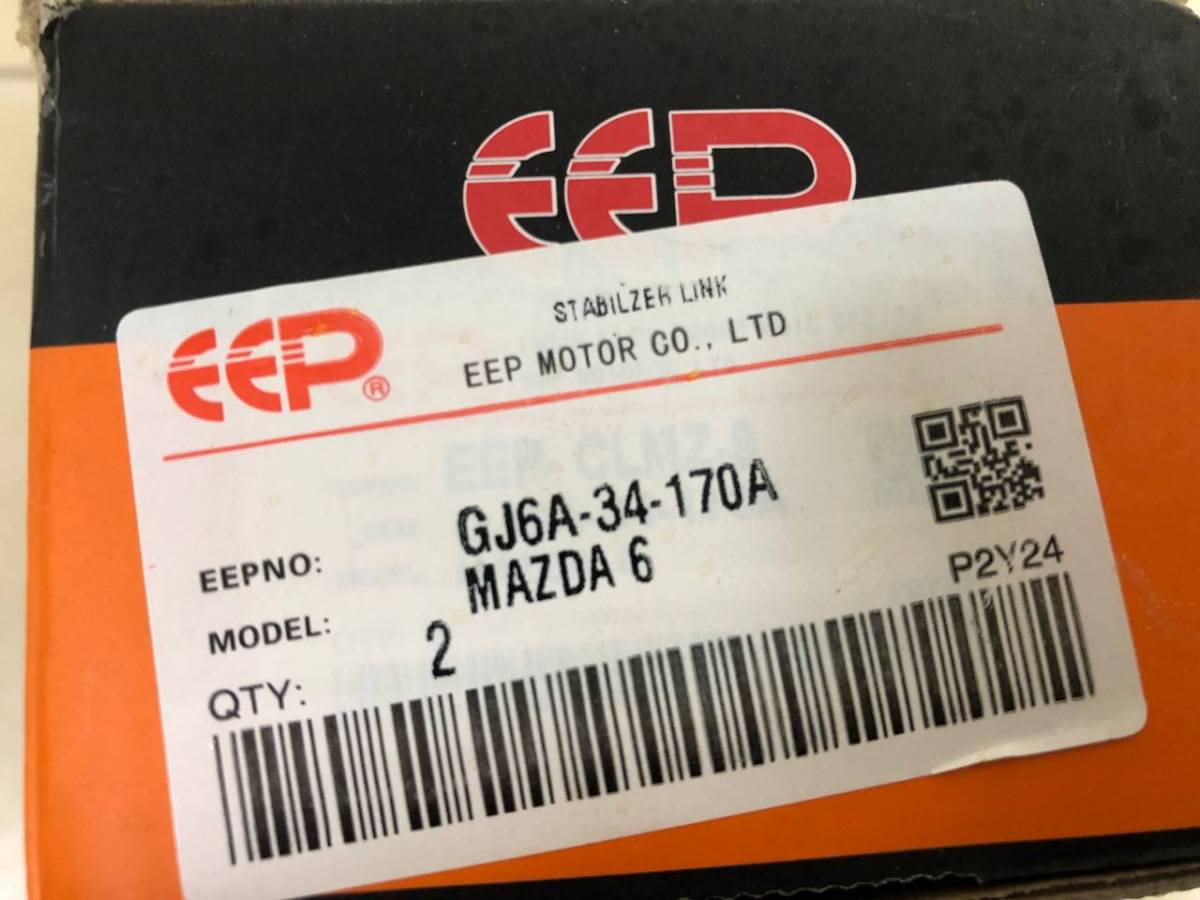 EEP
EEP®
STABILZER LINK
EEP MOTOR CO., LTD
EEPNO: GJ6A-34-170A
MODEL: MAZDA 6
P2Y24
QTY: 2